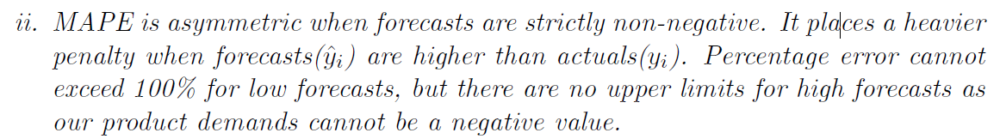 ii. MAPE is asymmetric when forecasts are strictly non-negative. It places a heavier
penalty when forecasts(ŷᵢ) are higher than actuals(yᵢ). Percentage error cannot
exceed 100% for low forecasts, but there are no upper limits for high forecasts as
our product demands cannot be a negative value.